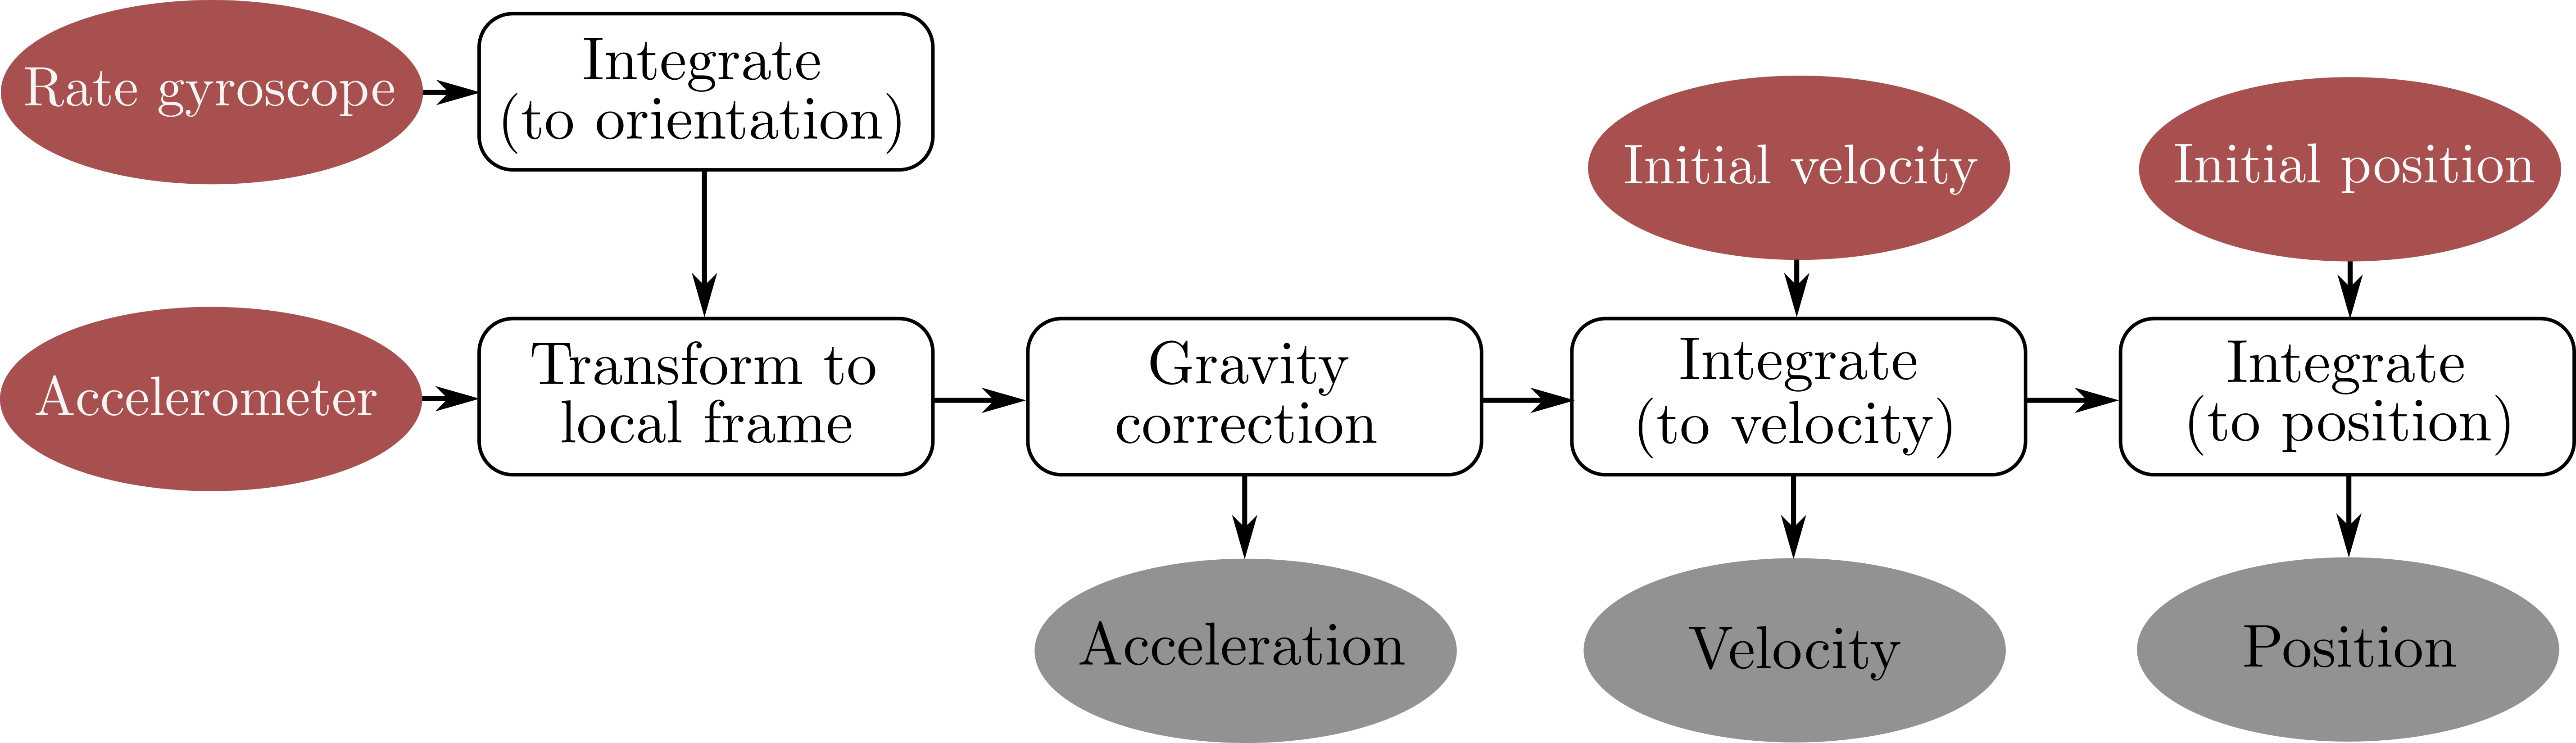 Rate gyroscope
Integrate
(to orientation)
Initial velocity
Initial position
Accelerometer
Transform to
local frame
Gravity
correction
Integrate
(to velocity)
Integrate
(to position)
Acceleration
Velocity
Position